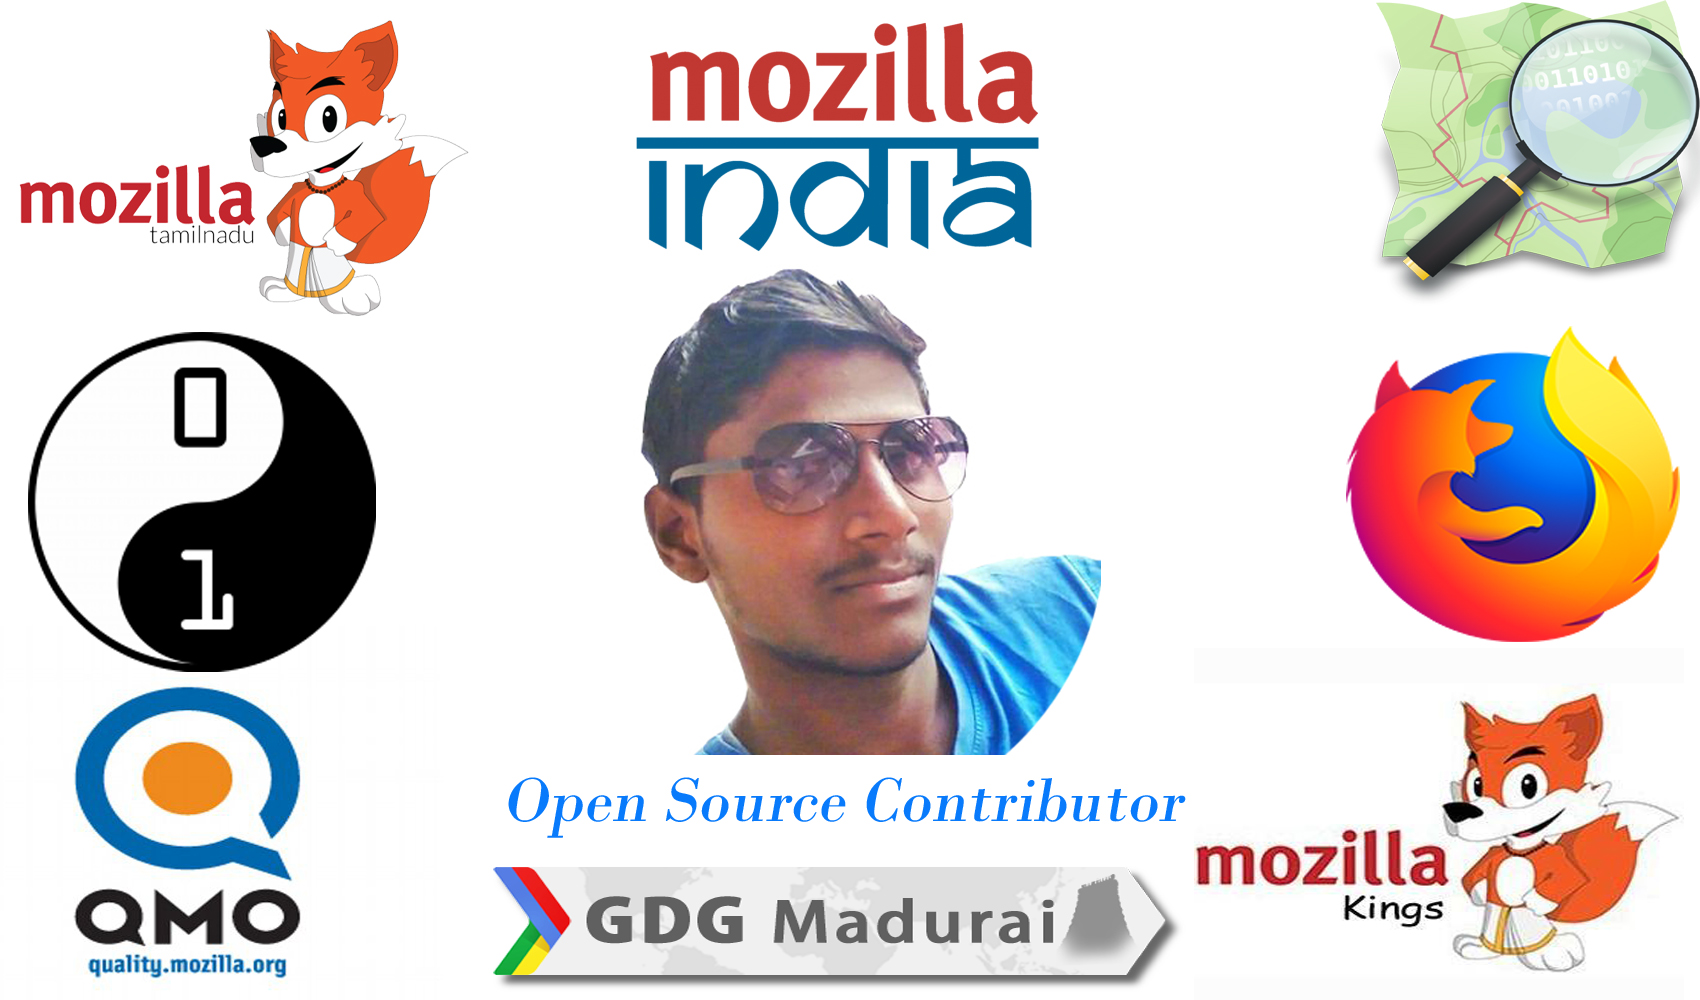 mozilla
tamilnadu
mozilla
india
0
1
QMO
quality.mozilla.org
Open Source Contributor
GDG Madurai
mozilla
Kings